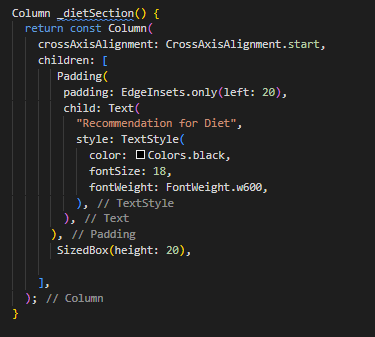 Column _dietSection() {
  return const Column(
    crossAxisAlignment: CrossAxisAlignment.start,
    children: [
      Padding(
        padding: EdgeInsets.only(left: 20),
        child: Text(
          "Recommendation for Diet",
          style: TextStyle(
            color: Colors.black,
            fontSize: 18,
            fontWeight: FontWeight.w600,
          ), // TextStyle
        ), // Text
      ), // Padding
       SizedBox(height: 20),
    ],
  ); // Column
}